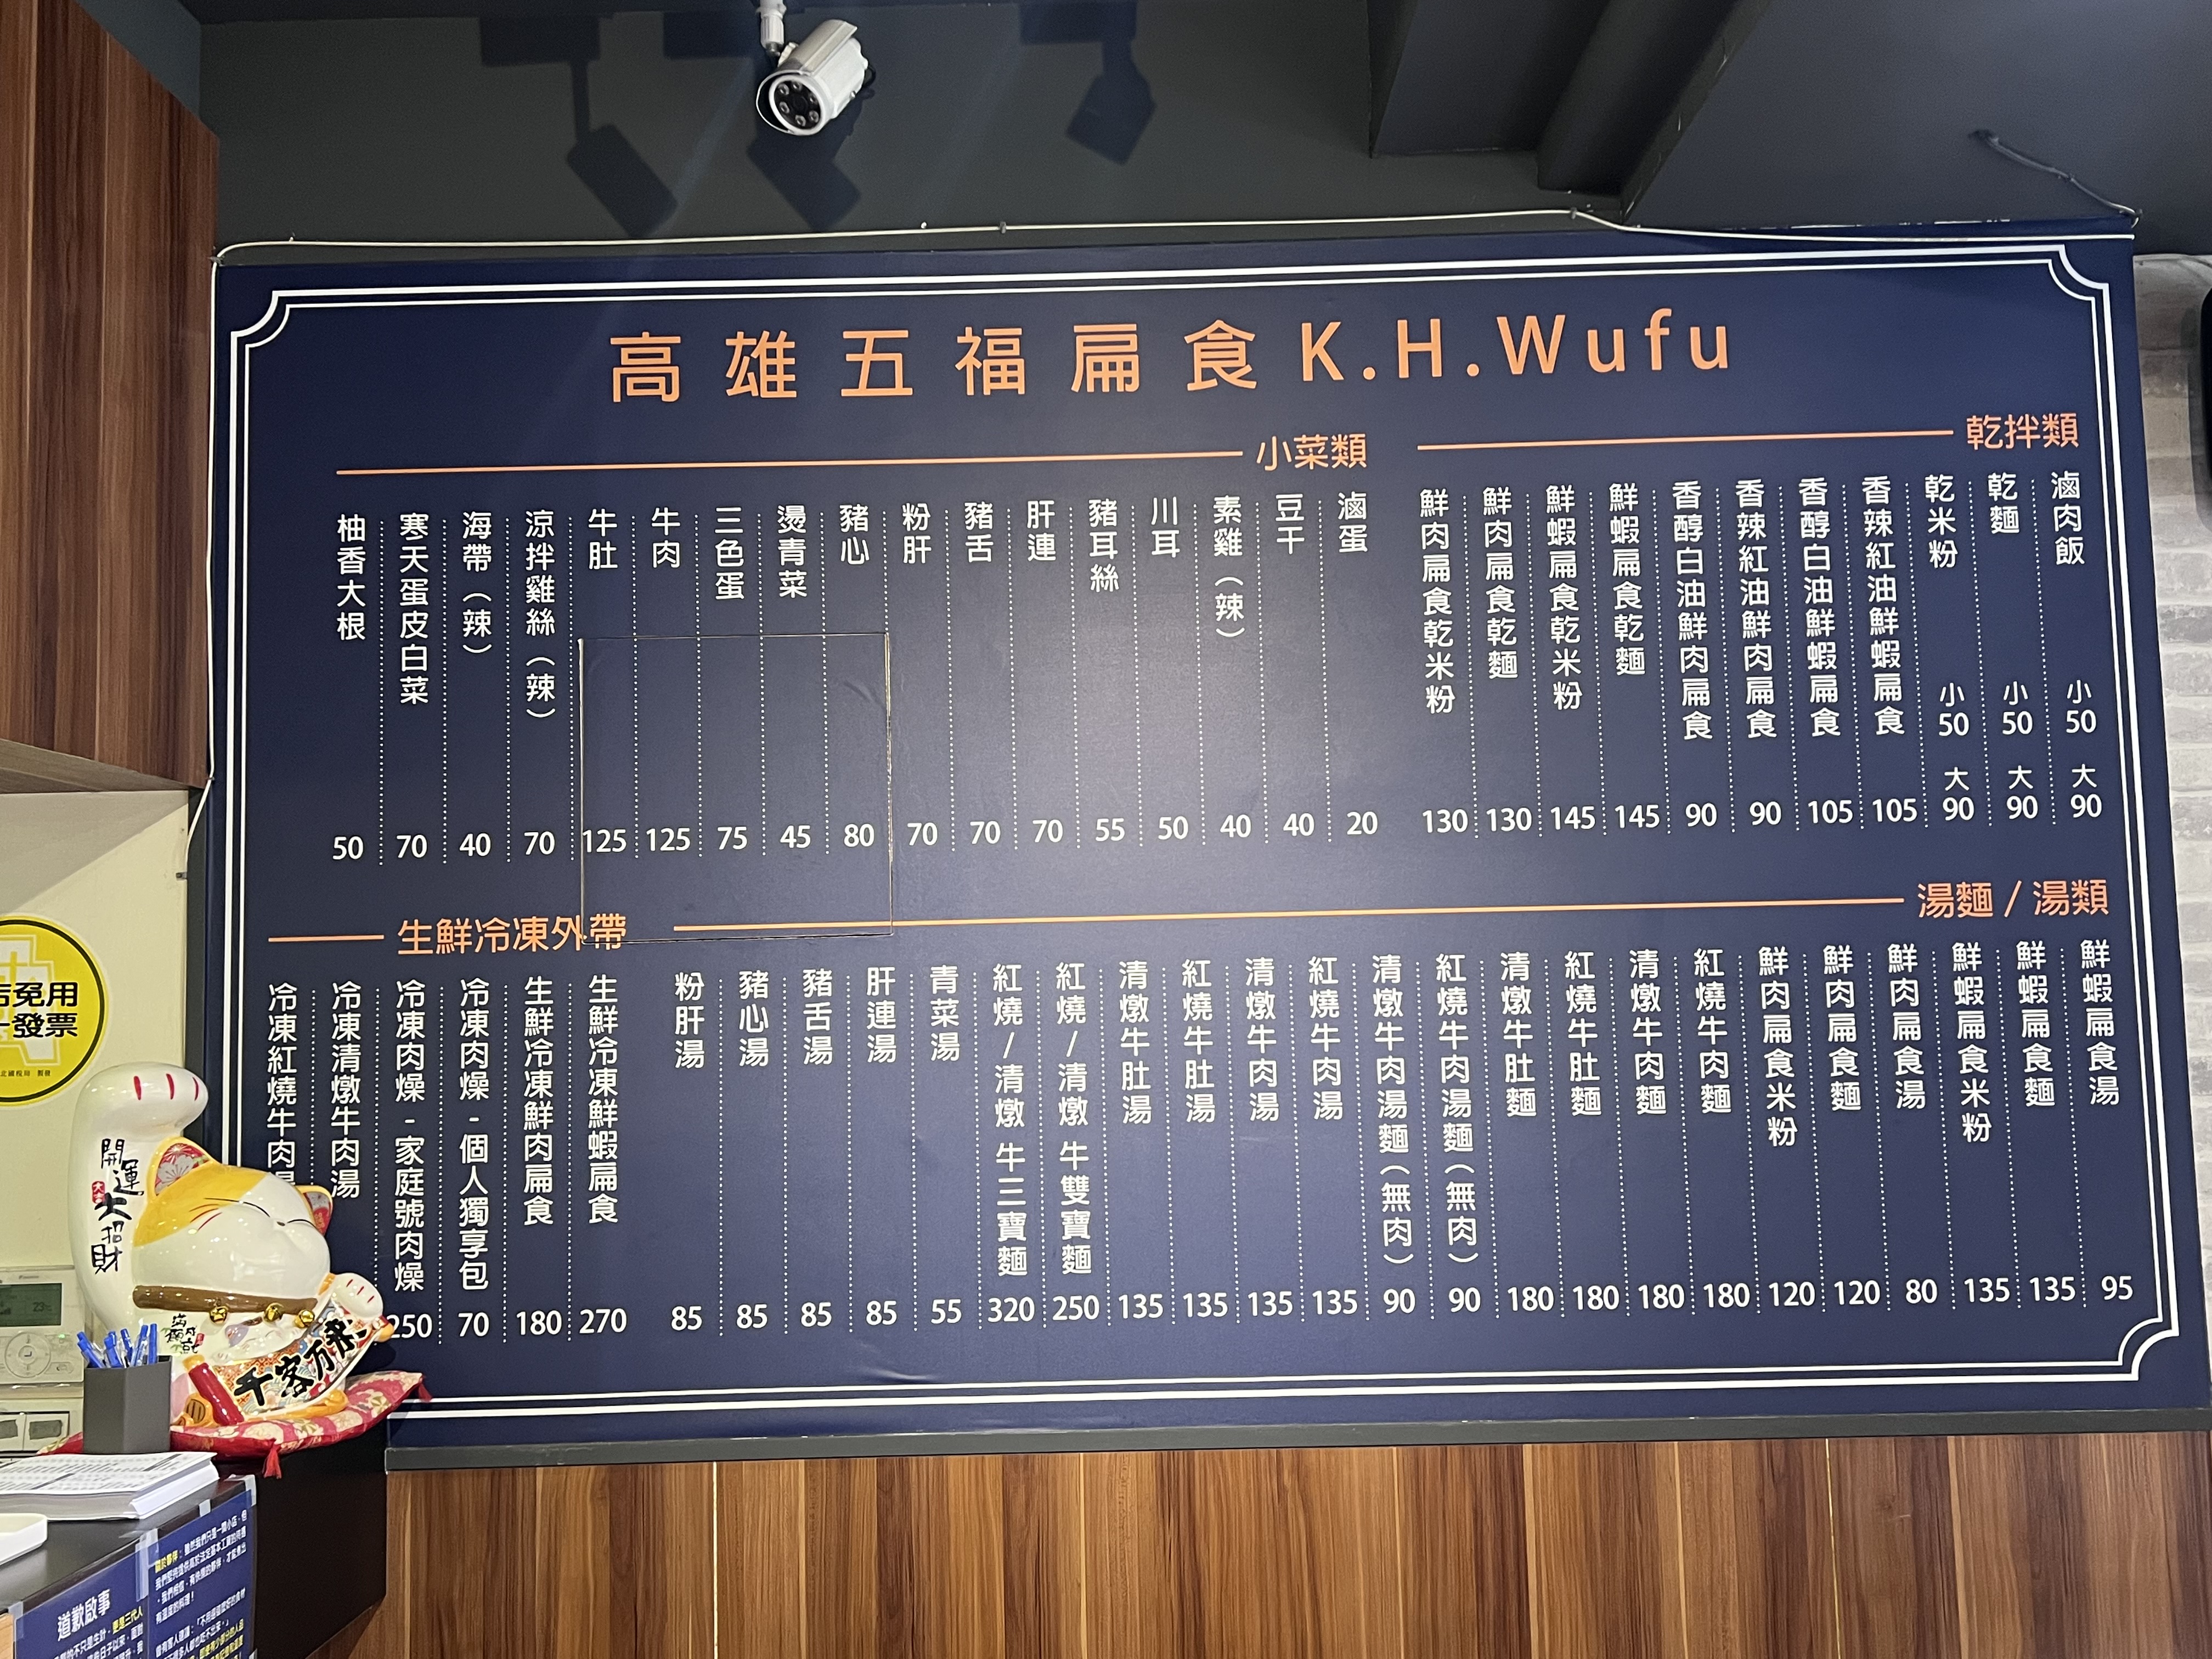 高雄五福扁食K.H.Wufu
乾拌類
滷肉飯 小50 大90
乾麵 小50 大90
乾米粉 小50 大90
香辣紅油鮮蝦扁食 105
香醇白油鮮蝦扁食 105
香辣紅油鮮肉扁食 90
香醇白油鮮肉扁食 90
鮮蝦扁食乾麵 145
鮮蝦扁食乾米粉 145
鮮肉扁食乾麵 130
鮮肉扁食乾米粉 130
小菜類
滷蛋 20
豆干 40
素雞（辣） 40
川耳 50
豬耳絲 55
肝連 70
豬舌 70
粉肝 70
豬心 80
燙青菜 45
三色蛋 75
牛肉 125
牛肚 125
涼拌雞絲（辣） 70
海帶（辣） 40
寒天蛋皮白菜 70
柚香大根 50
湯麵/湯類
鮮蝦扁食湯 95
鮮蝦扁食麵 135
鮮蝦扁食米粉 135
鮮肉扁食湯 80
鮮肉扁食麵 120
鮮肉扁食米粉 120
紅燒牛肉麵 180
清燉牛肉麵 180
紅燒牛肚麵 180
清燉牛肚麵 180
紅燒牛肉湯麵（無肉） 90
清燉牛肉湯麵（無肉） 90
紅燒牛肉湯 135
清燉牛肉湯 135
紅燒牛肚湯 135
清燉牛肚湯 135
紅燒/清燉 牛雙寶麵 250
紅燒/清燉 牛三寶麵 320
青菜湯 55
肝連湯 85
豬舌湯 85
豬心湯 85
粉肝湯 85
生鮮冷凍外帶
生鮮冷凍鮮蝦扁食 270
生鮮冷凍鮮肉扁食 180
冷凍肉燥-個人獨享包 70
冷凍肉燥-家庭號肉燥 250
冷凍清燉牛肉湯
冷凍紅燒牛肉湯
免用
發票
開運大招財
千客万来
23
道歉啟事